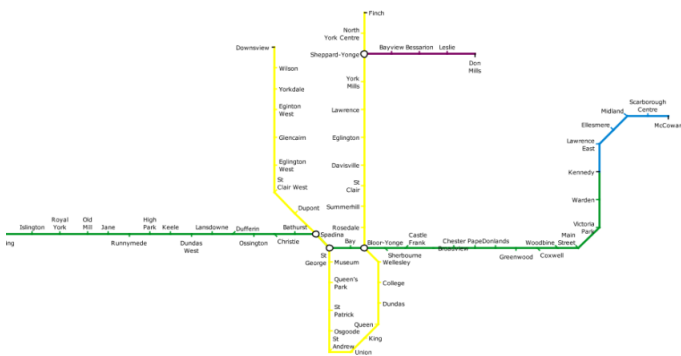 Finch
North
York Centre
Downsview
Sheppard-Yonge
Bayview Bessarion Leslie
Don
Mills
Wilson
Yorkdale
Eginton
West
Glencairn
Eglington
West
St
Clair West
Dupont
York
Mills
Lawrence
Eglington
Davisville
St
Clair
Summerhill
Rosedale
Scarborough
Centre
Midland
McCowan
Ellesmere
Lawrence
East
Kennedy
Warden
Victoria
Park
Main
Street
ing
Islington
Royal
York
Old
Mill
Jane
Runnymede
High
Park
Keele
Dundas
West
Lansdowne
Dufferin
Ossington
Christie
Bathurst
Spadina
St
George
Bay
Bloor-Yonge
Sherbourne
Castle
Frank
Broadview
Chester
Pape
Donlands
Greenwood
Coxwell
Woodbine
Museum
Queen's
Park
St
Patrick
Osgoode
St
Andrew
Union
King
Queen
Dundas
College
Wellesley